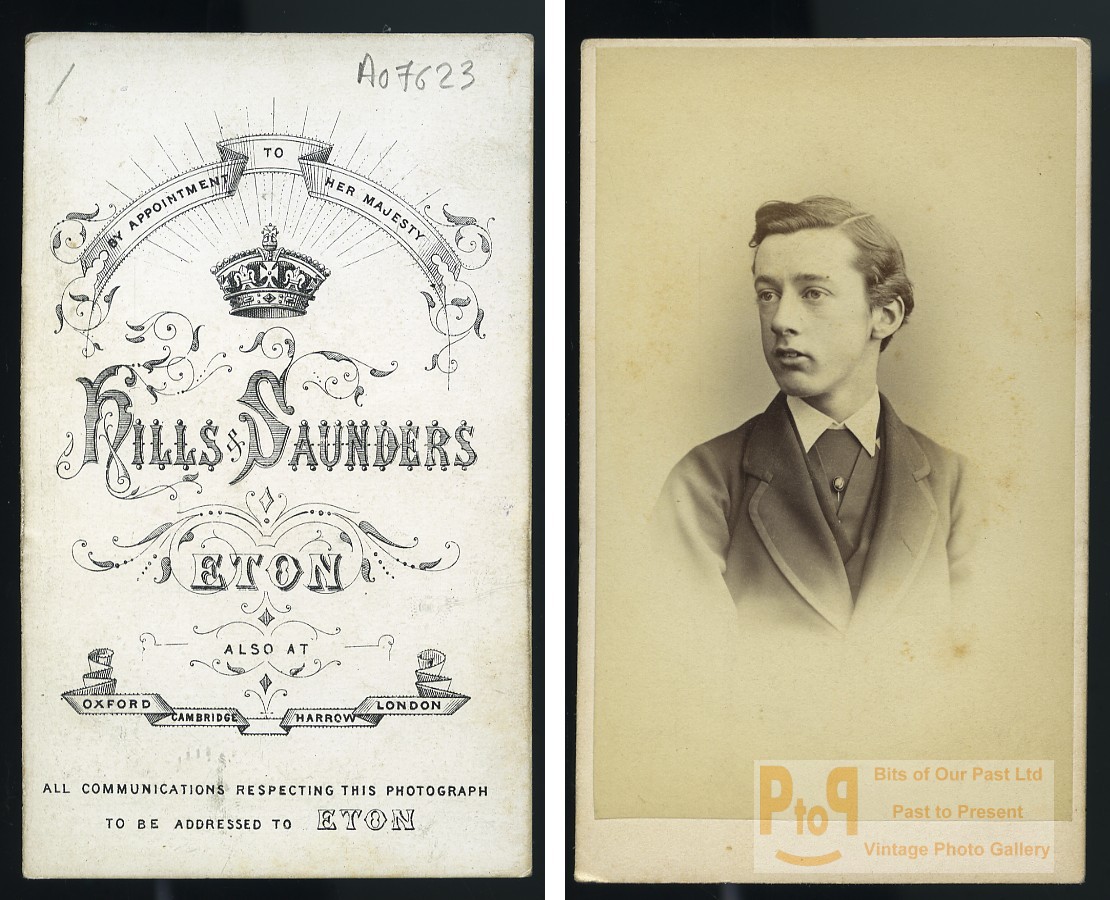 A07623
BY APPOINTMENT TO HER MAJESTY
HILLS & SAUNDERS
ETON
ALSO AT
OXFORD CAMBRIDGE HARROW LONDON
ALL COMMUNICATIONS RESPECTING THIS PHOTOGRAPH
TO BE ADDRESSED TO ETON
PtoP
Bits of Our Past Ltd
Past to Present
Vintage Photo Gallery